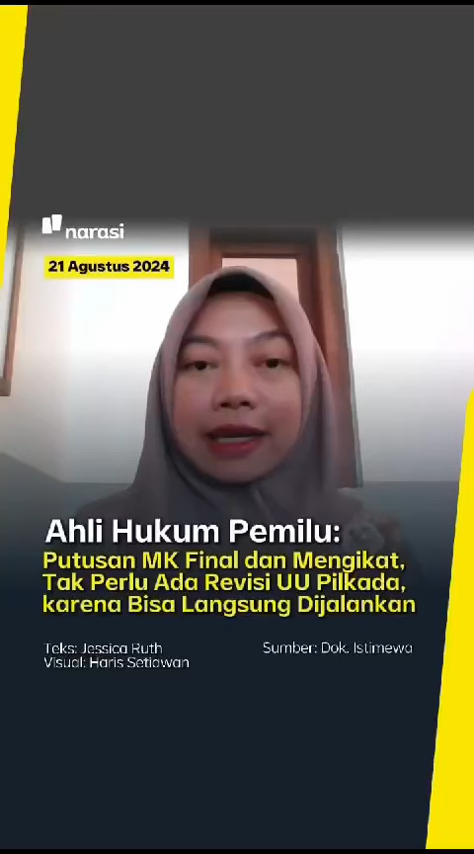 narasi
21 Agustus 2024
Ahli Hukum Pemilu:
Putusan MK Final dan Mengikat,
Tak Perlu Ada Revisi UU Pilkada,
karena Bisa Langsung Dijalankan
Teks: Jessica Ruth
Visual: Haris Setiawan
Sumber: Dok. Istimewa